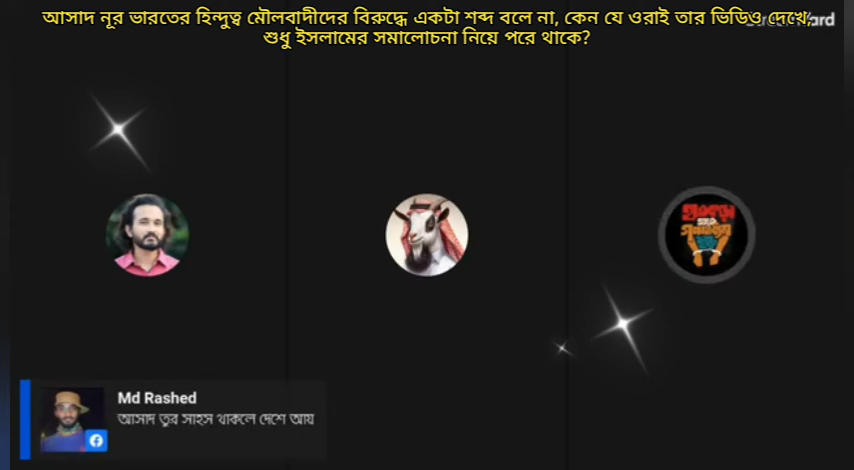 আসাদ নূর ভারতের হিন্দুত্ব মৌলবাদীদের বিরুদ্ধে একটা শব্দ বলে না, কেন যে ওরাই তার ভিডিও দেখে,
শুধু ইসলামের সমালোচনা নিয়ে পরে থাকে?
Md Rashed
আসাদ তুর সাহস থাকলে দেশে আয়